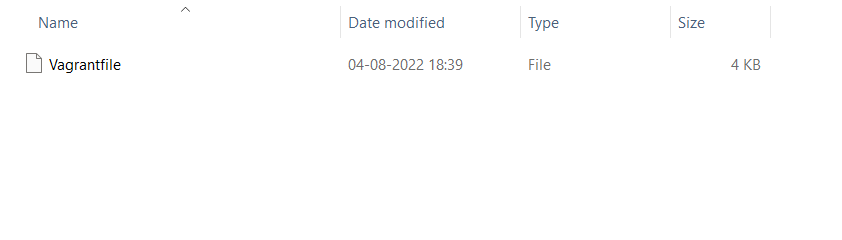 Name Date modified Type Size
Vagrantfile 04-08-2022 18:39 File 4 KB